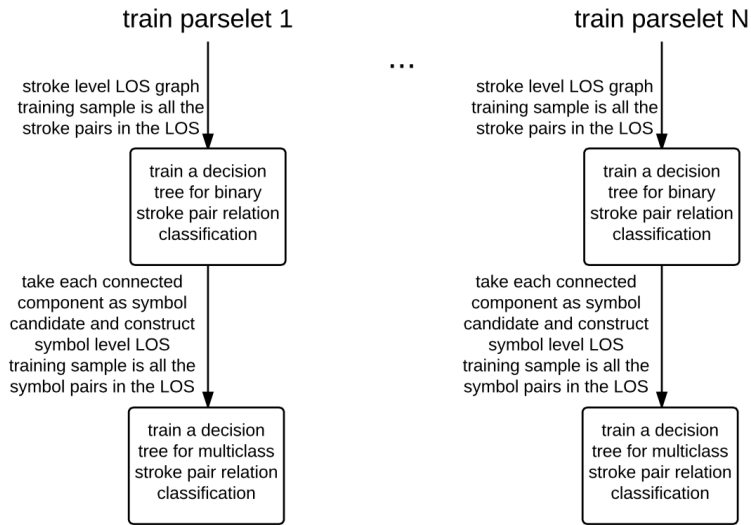 train parselet 1
stroke level LOS graph
training sample is all the
stroke pairs in the LOS
train a decision
tree for binary
stroke pair relation
classification
take each connected
component as symbol
candidate and construct
symbol level LOS
training sample is all the
symbol pairs in the LOS
train a decision
tree for multiclass
stroke pair relation
classification
...
train parselet N
stroke level LOS graph
training sample is all the
stroke pairs in the LOS
train a decision
tree for binary
stroke pair relation
classification
take each connected
component as symbol
candidate and construct
symbol level LOS
training sample is all the
symbol pairs in the LOS
train a decision
tree for multiclass
stroke pair relation
classification